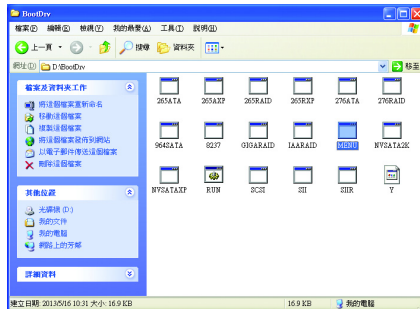 BootDrv
檔案(F) 編輯(E) 檢視(V) 我的最愛(A) 工具(T) 說明(H)
上一頁 搜尋 資料夾
網址(D) D:\BootDrv 移至
檔案及資料夾工作
將這個檔案重新命名
移動這個檔案
複製這個檔案
將這個檔案發佈到網站
以電子郵件傳送這個檔案
刪除這個檔案
其他位置
光碟機 (D:)
我的文件
我的電腦
網路上的芳鄰
詳細資料
265ATA 265AXP 265RAID 265RXP 276ATA 276RAID
964SATA 8237 GIGARAID IAARAID MENU NVSATA2K
NVSATAXP RUN SCSI SII SIIR Y
建立日期: 2013/5/16 10:31 大小: 16.9 KB 16.9 KB 我的電腦